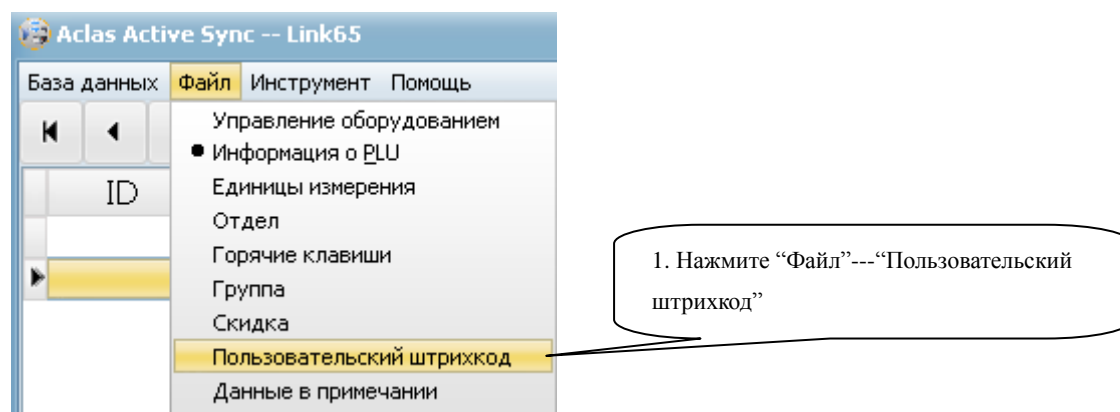 Aclas Active Sync -- Link65
База данных Файл Инструмент Помощь
Управление оборудованием
Информация о PLU
ID
Единицы измерения
Отдел
Горячие клавиши
Группа
Скидка
Пользовательский штрихкод
Данные в примечании
1. Нажмите “Файл”---“Пользовательский
штрихкод”